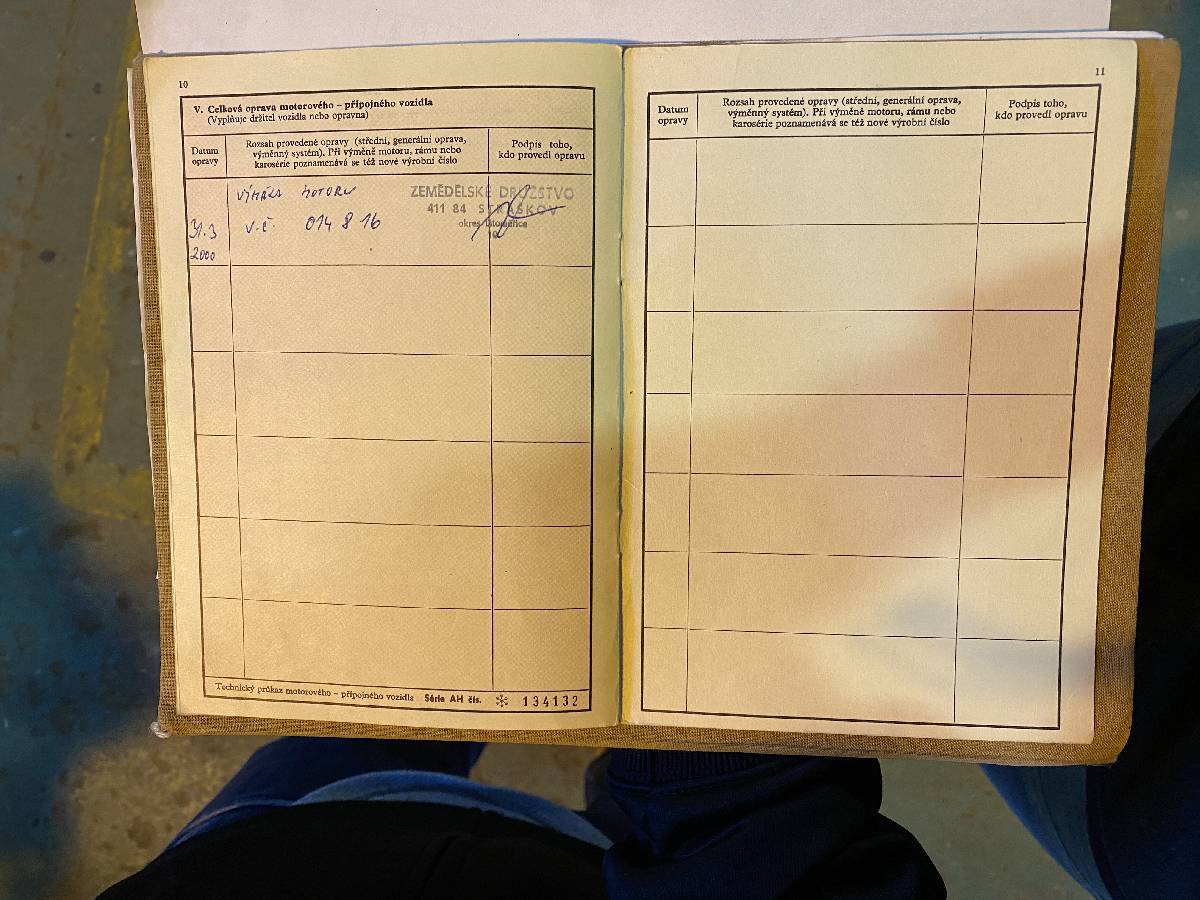 10
V. Celková oprava motorového – přípojného vozidla
(Vyplňuje držitel vozidla nebo opravna)
Datum
opravy
Rozsah provedené opravy (střední, generální oprava,
výměnný systém). Při výměně motoru, rámu nebo
karosérie poznamenává se též nové výrobní číslo
Podpis toho,
kdo provedl opravu
31.3
2000
VÝMĚNA MOTORU
V.Č. 014 8 16
ZEMĚDĚLSKÉ DRUŽSTVO
411 84 STRAŠKOV
okres Litoměřice
Technický průkaz motorového – přípojného vozidla Série AH čís. 134132
11
Datum
opravy
Rozsah provedené opravy (střední, generální oprava,
výměnný systém). Při výměně motoru, rámu nebo
karosérie poznamenává se též nové výrobní číslo
Podpis toho,
kdo provedl opravu